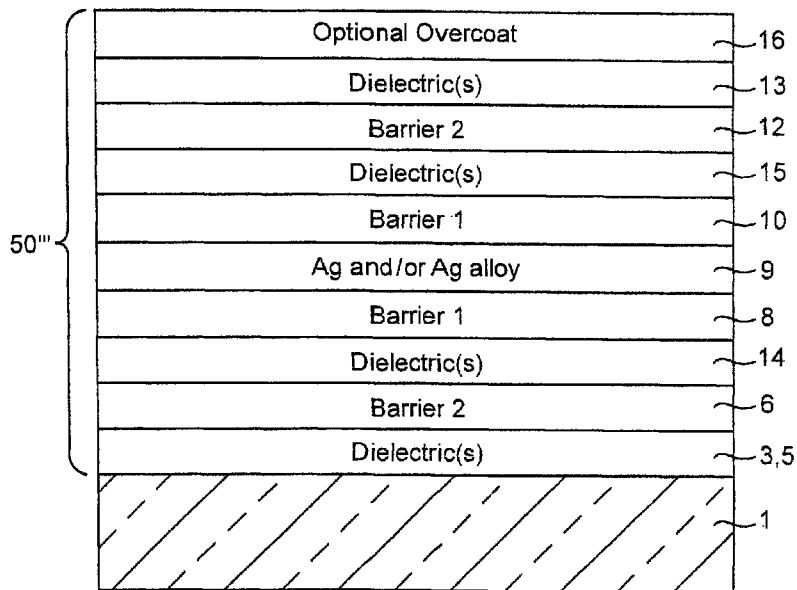 Optional Overcoat 16
Dielectric(s) 13
Barrier 2 12
Dielectric(s) 15
Barrier 1 10
50'''
Ag and/or Ag alloy 9
Barrier 1 8
Dielectric(s) 14
Barrier 2 6
Dielectric(s) 3,5
1